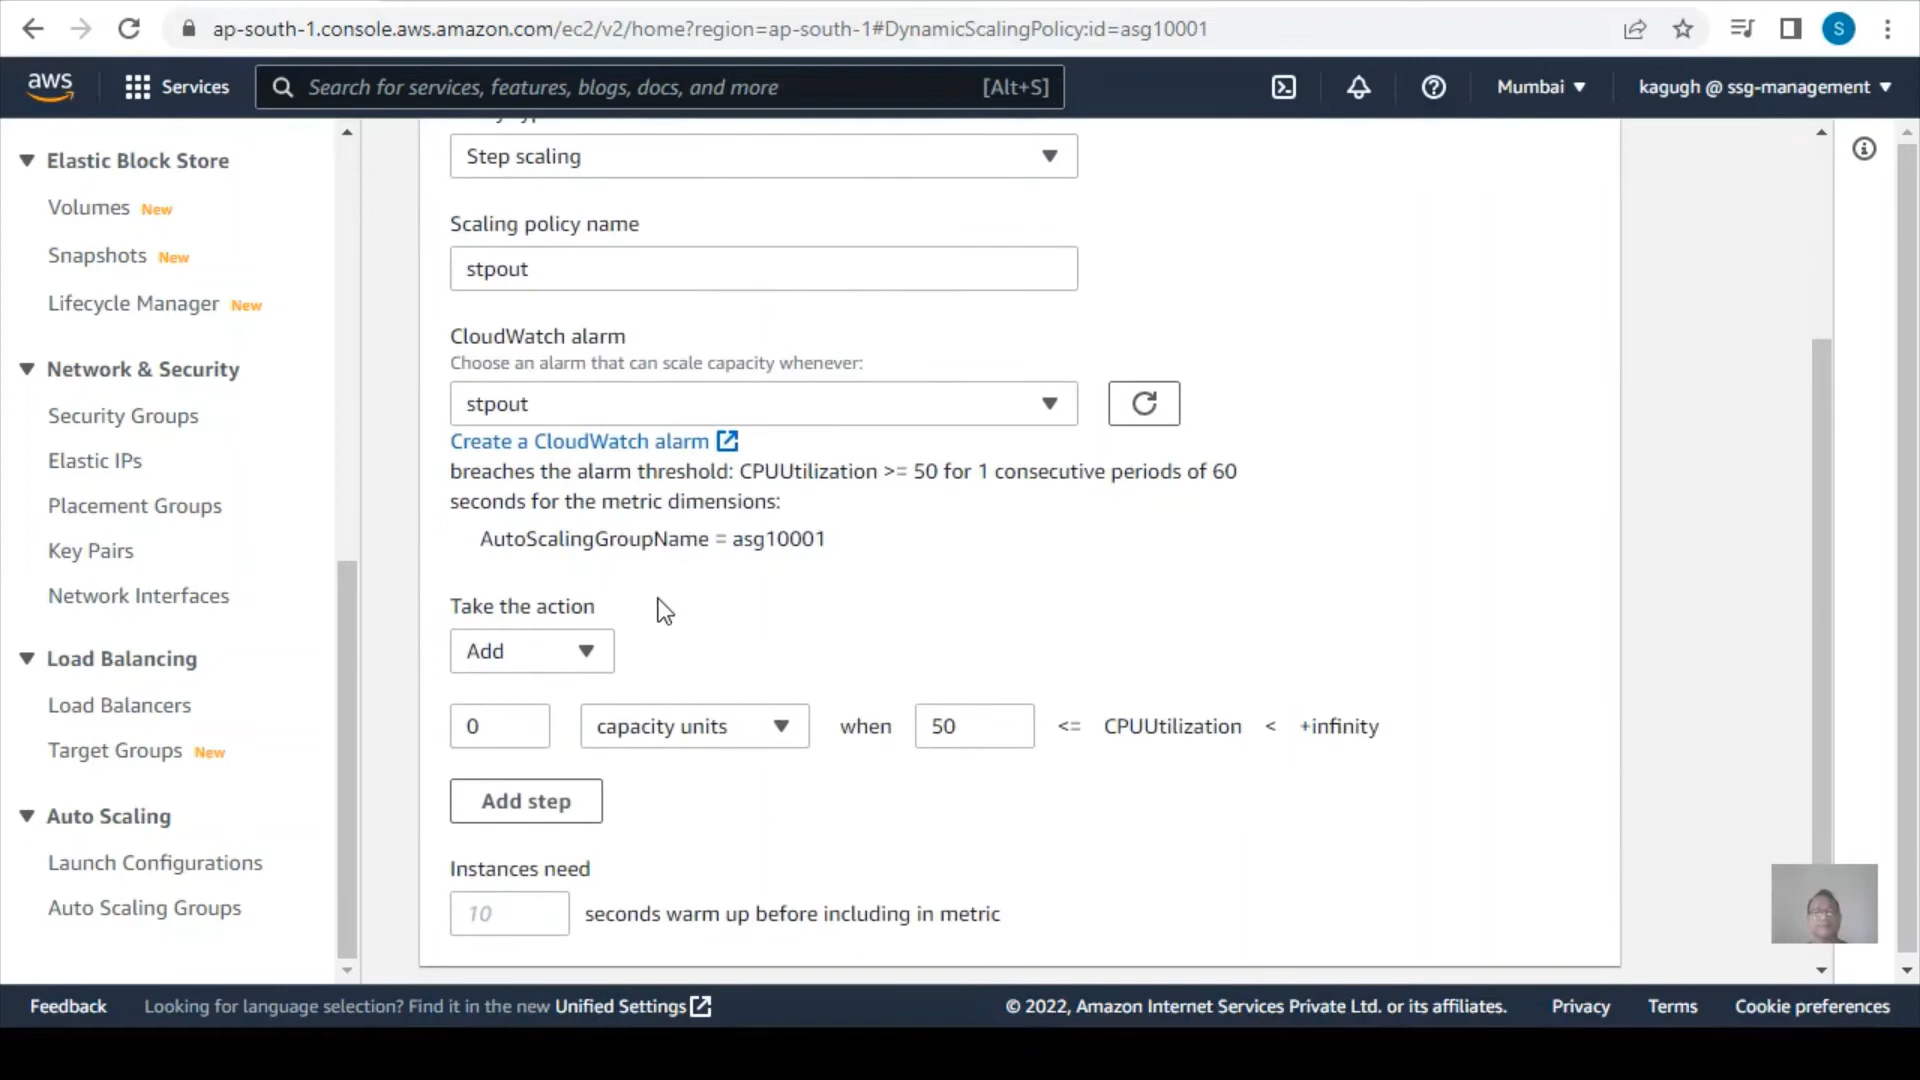 ap-south-1.console.aws.amazon.com/ec2/v2/home?region=ap-south-1#DynamicScalingPolicy:id=asg10001
S
aws
Services
Search for services, features, blogs, docs, and more
[Alt+S]
Mumbai
kagugh @ ssg-management
Elastic Block Store
Volumes New
Snapshots New
Lifecycle Manager New
Network & Security
Security Groups
Elastic IPs
Placement Groups
Key Pairs
Network Interfaces
Load Balancing
Load Balancers
Target Groups New
Auto Scaling
Launch Configurations
Auto Scaling Groups
Step scaling
Scaling policy name
stpout
CloudWatch alarm
Choose an alarm that can scale capacity whenever:
stpout
Create a CloudWatch alarm
breaches the alarm threshold: CPUUtilization >= 50 for 1 consecutive periods of 60
seconds for the metric dimensions:
AutoScalingGroupName = asg10001
Take the action
Add
0 capacity units when 50 <= CPUUtilization < +infinity
Add step
Instances need
10 seconds warm up before including in metric
Feedback
Looking for language selection? Find it in the new Unified Settings
© 2022, Amazon Internet Services Private Ltd. or its affiliates.
Privacy
Terms
Cookie preferences